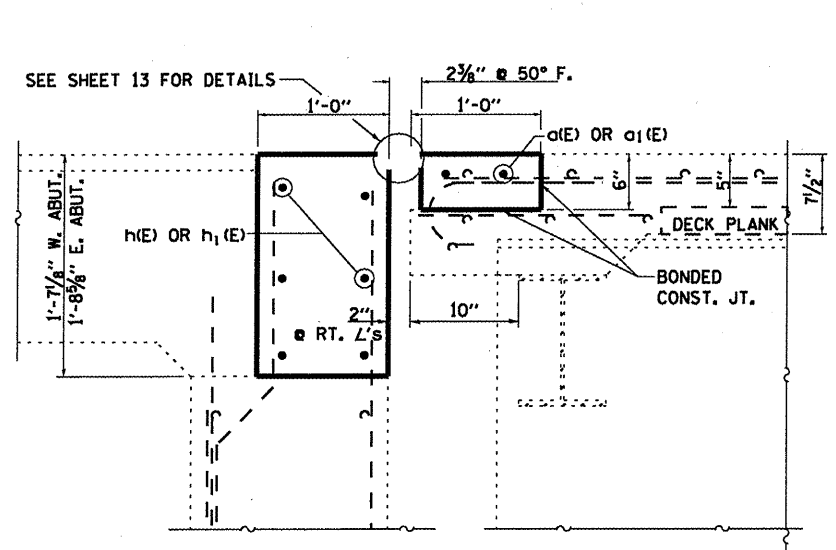 SEE SHEET 13 FOR DETAILS
2⅜" @ 50° F.
1'-0"
1'-0"
a(E) OR a₁(E)
6"
5"
7½"
DECK PLANK
1'-7⅛" W. ABUT.
1'-8⅝" E. ABUT.
h(E) OR h₁(E)
BONDED
CONST. JT.
2"
@ RT. ∠'s
10"